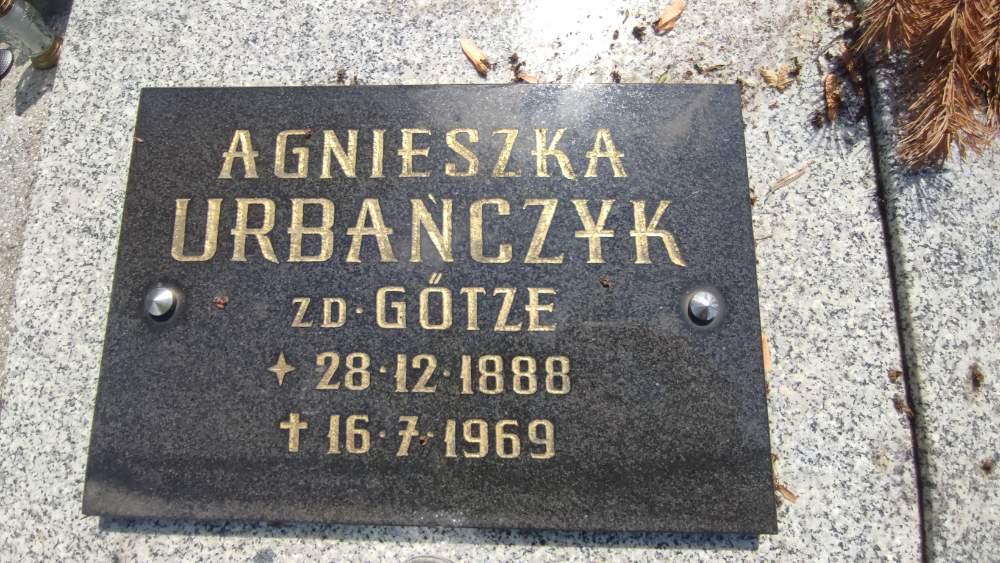 AGNIESZKA
URBAŃCZYK
ZD·GŐTZE
✦ 28·12·1888
✝ 16·7·1969